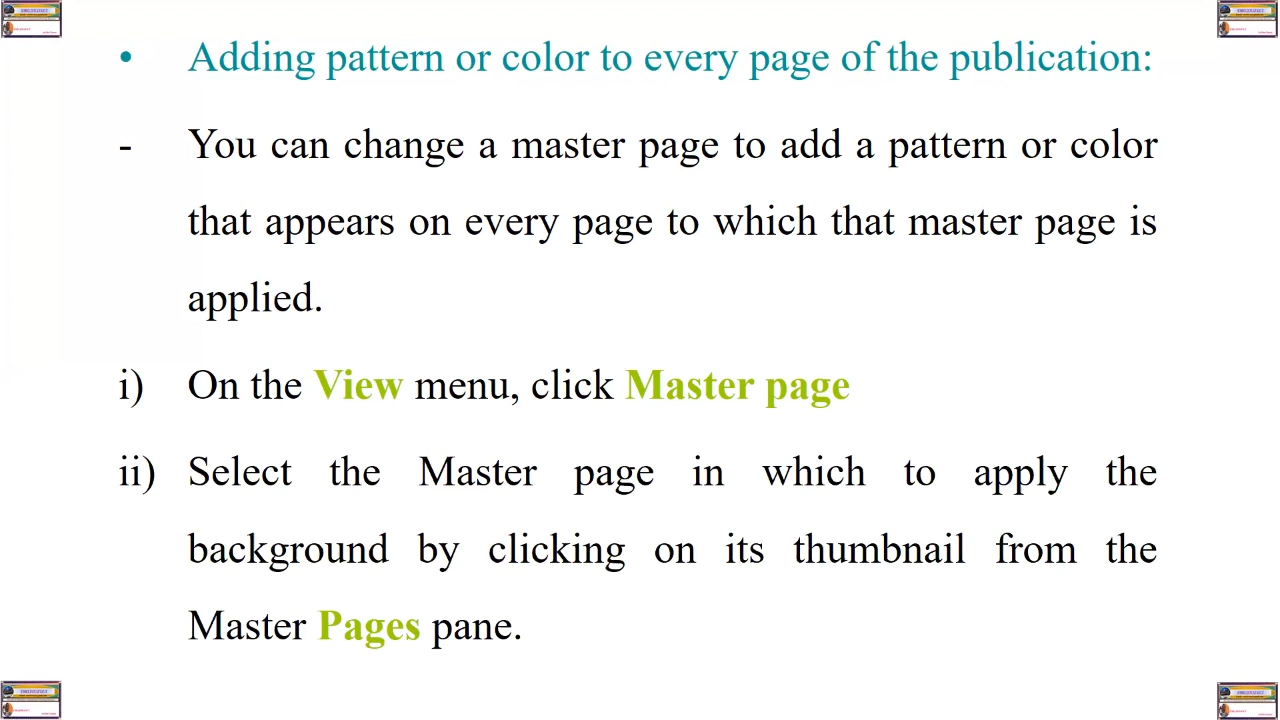 • Adding pattern or color to every page of the publication:
- You can change a master page to add a pattern or color
that appears on every page to which that master page is
applied.
i) On the View menu, click Master page
ii) Select the Master page in which to apply the
background by clicking on its thumbnail from the
Master Pages pane.